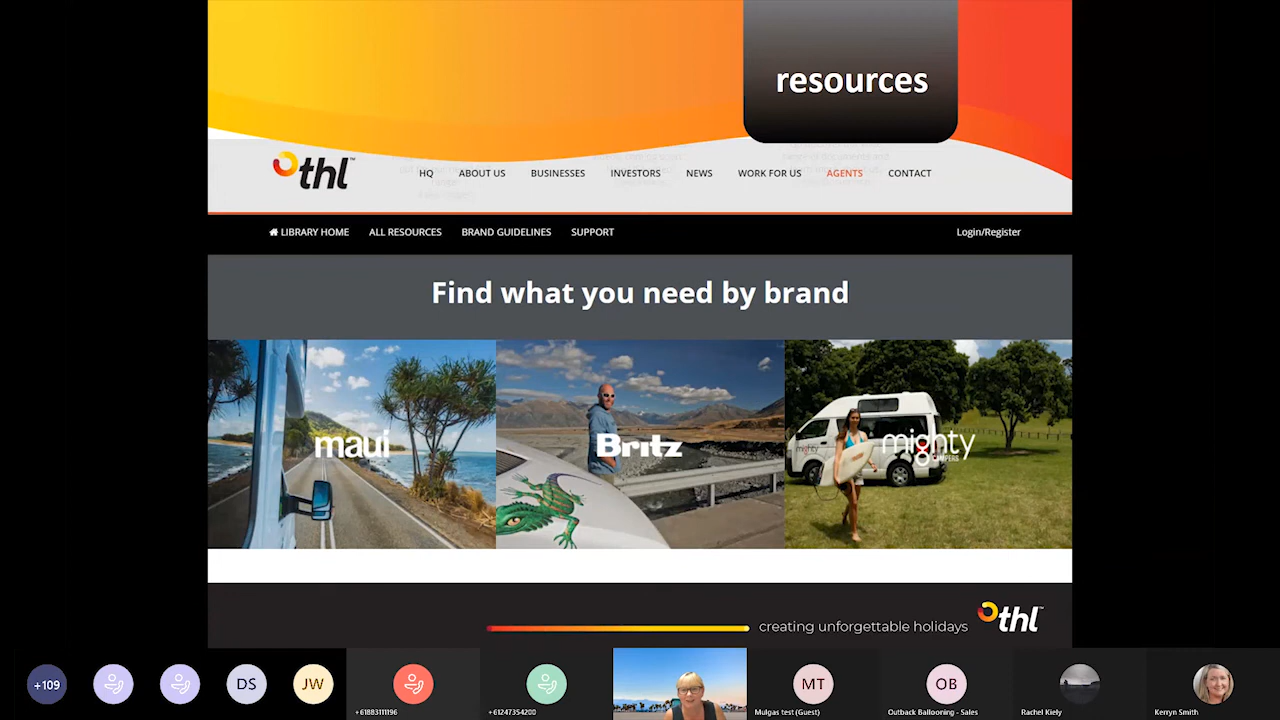 resources
thl
HQ
ABOUT US
BUSINESSES
INVESTORS
NEWS
WORK FOR US
AGENTS
CONTACT
LIBRARY HOME
ALL RESOURCES
BRAND GUIDELINES
SUPPORT
Login/Register
Find what you need by brand
maui
Britz
mighty
CAMPERS
mighty
creating unforgettable holidays
thl
+109
DS
JW
+61883111196
+61247354200
MT
Mulgas test (Guest)
OB
Outback Ballooning - Sales
Rachel Kiely
Kerryn Smith